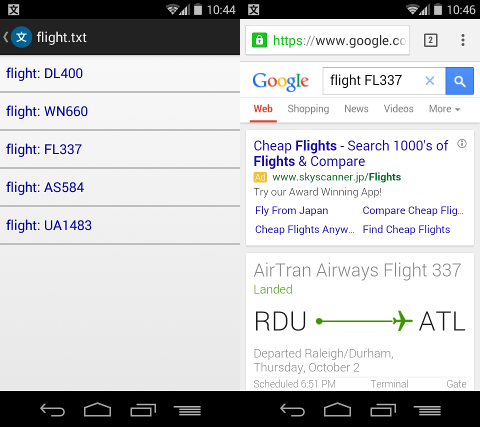 文
10:44
文 flight.txt
flight: DL400
flight: WN660
flight: FL337
flight: AS584
flight: UA1483
文
10:46
https://www.google.co
2
Google
flight FL337
Web Shopping News Videos More
Cheap Flights - Search 1000's of
Flights & Compare
Ad www.skyscanner.jp/Flights
Try our Award Winning App!
Fly From Japan Compare Cheap Flig...
Cheap Flights Anyw... Find Cheap Flights
AirTran Airways Flight 337
Landed
RDU ATL
Departed Raleigh/Durham,
Thursday, October 2
Scheduled 6:51 PM Terminal Gate